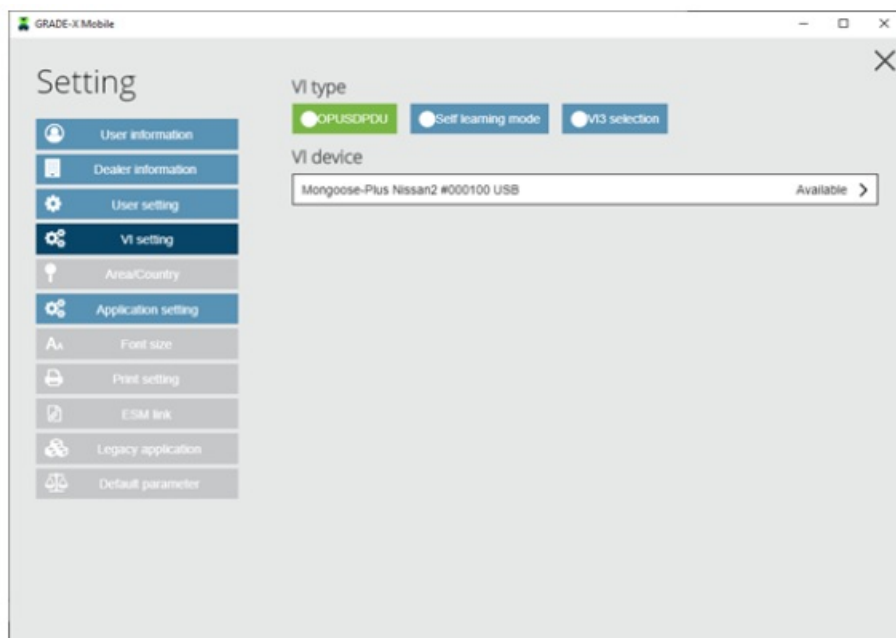 GRADE-X Mobile
Setting
User information
Dealer information
User setting
VI setting
Area/Country
Application setting
Font size
Print setting
ESM link
Legacy application
Default parameter
VI type
OPUSDPDU
Self learning mode
VI3 selection
VI device
Mongoose-Plus Nissan2 #000100 USB Available